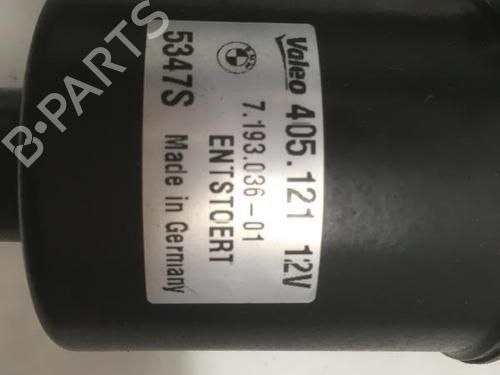 Valeo 405.121 12V
7.193.036-01
ENTSTOERT
5347S Made in Germany
B-PARTS